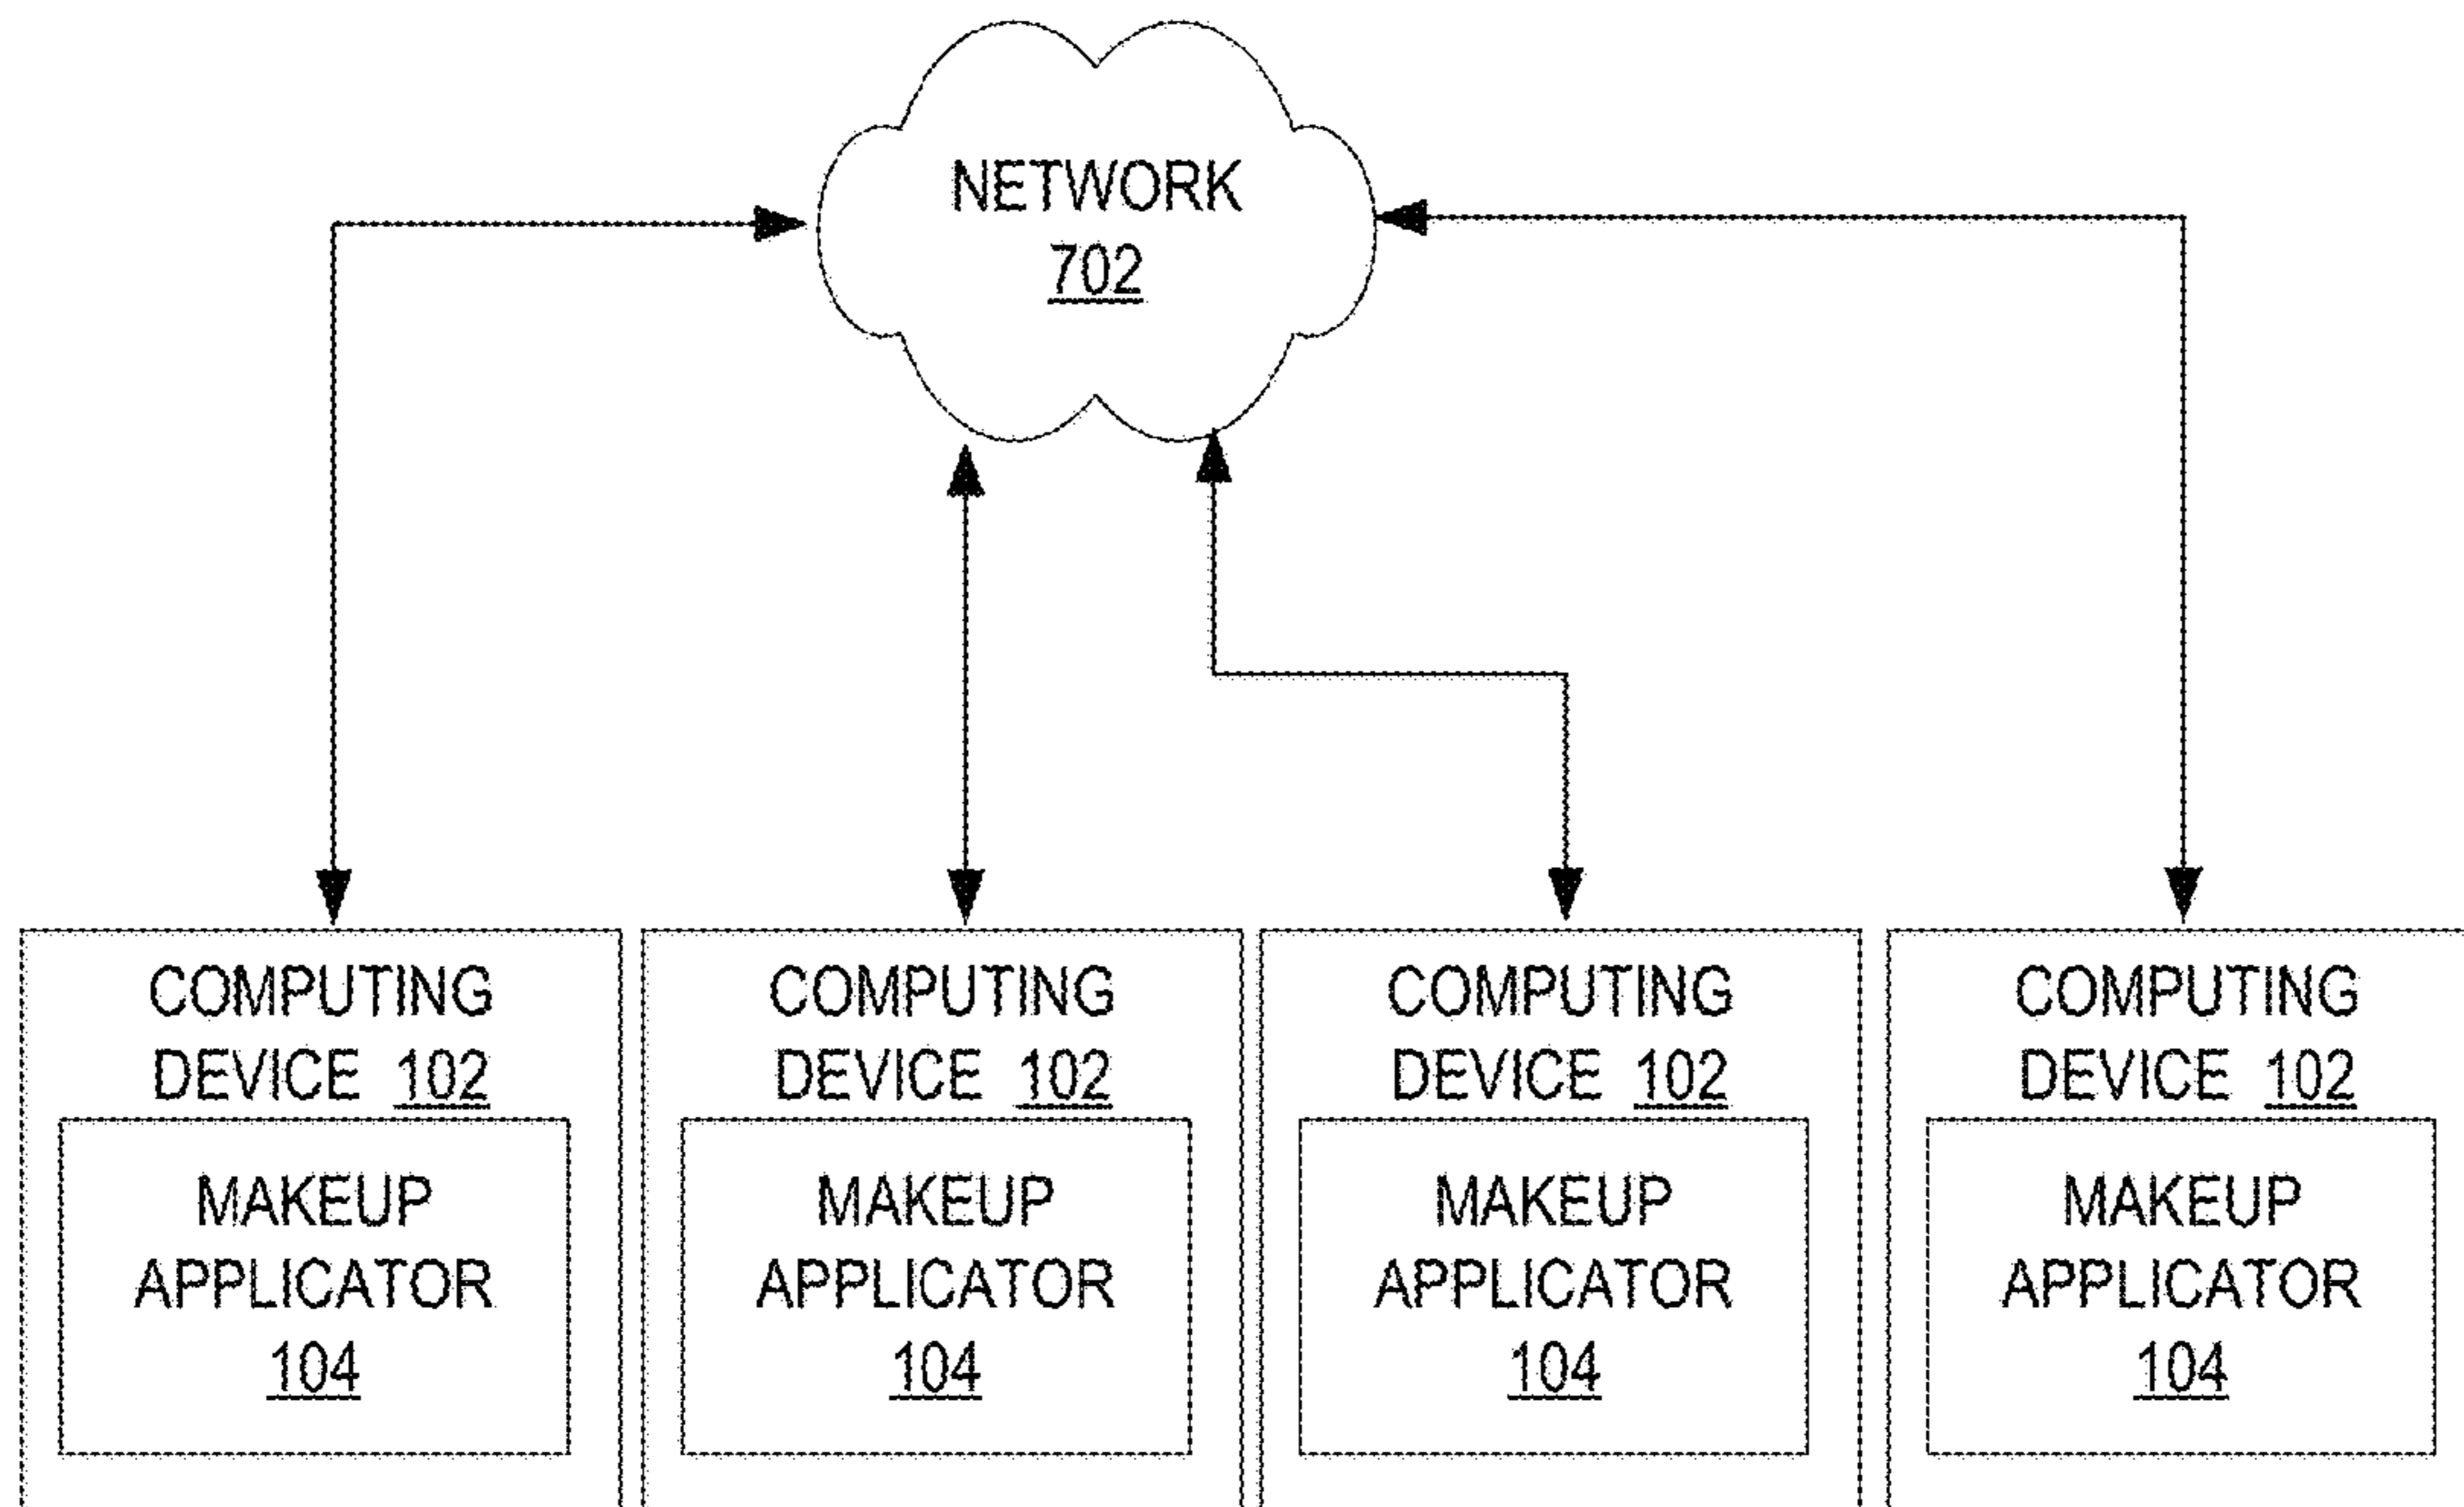 NETWORK
702
COMPUTING
DEVICE 102
MAKEUP
APPLICATOR
104
COMPUTING
DEVICE 102
MAKEUP
APPLICATOR
104
COMPUTING
DEVICE 102
MAKEUP
APPLICATOR
104
COMPUTING
DEVICE 102
MAKEUP
APPLICATOR
104